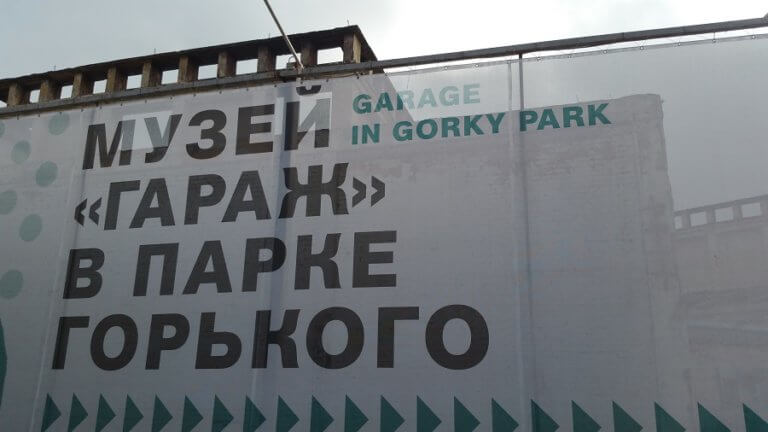 МУЗЕЙ
«ГАРАЖ»
В ПАРКЕ
ГОРЬКОГО
GARAGE
IN GORKY PARK